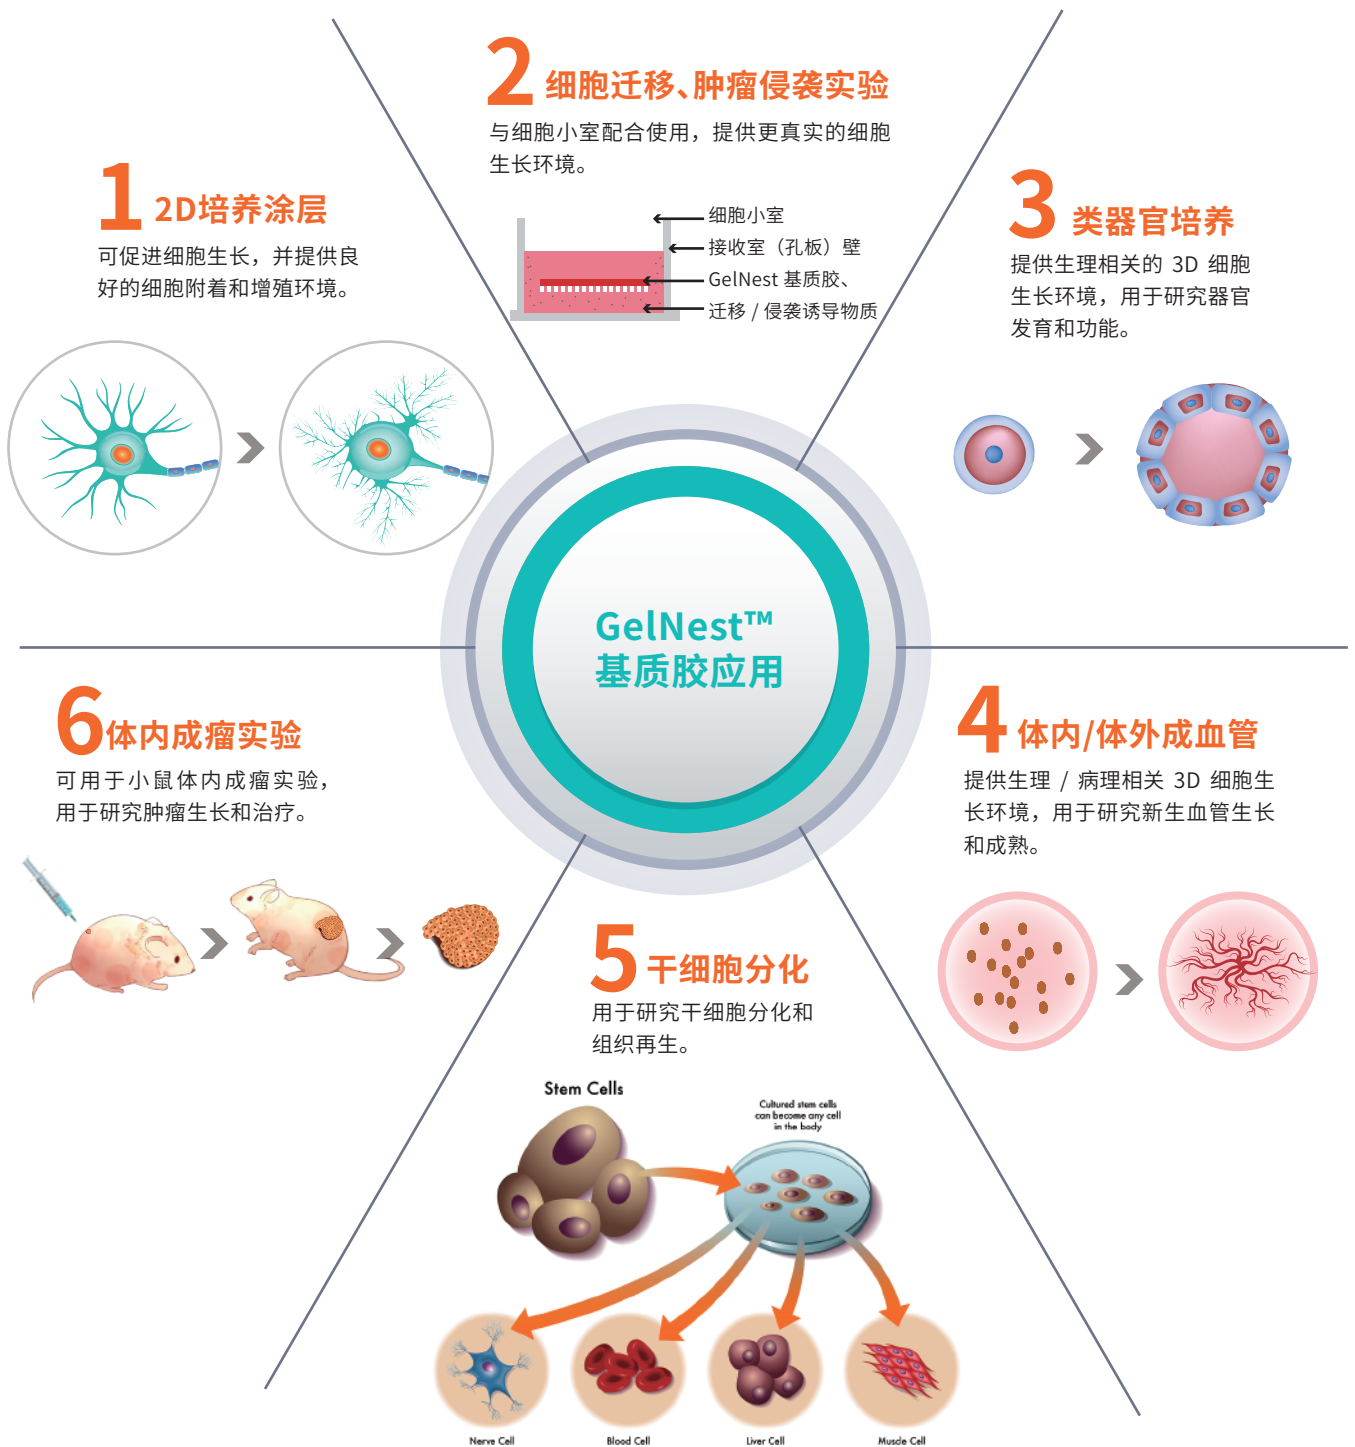 1 2D培养涂层
可促进细胞生长，并提供良
好的细胞附着和增殖环境。
2 细胞迁移、肿瘤侵袭实验
与细胞小室配合使用，提供更真实的细胞
生长环境。
细胞小室
接收室（孔板）壁
GelNest 基质胶、
迁移 / 侵袭诱导物质
3 类器官培养
提供生理相关的 3D 细胞
生长环境，用于研究器官
发育和功能。
GelNest™
基质胶应用
4 体内/体外成血管
提供生理 / 病理相关 3D 细胞生
长环境，用于研究新生血管生长
和成熟。
5 干细胞分化
用于研究干细胞分化和
组织再生。
Stem Cells
Cultured stem cells
can become any cell
in the body
Nerve Cell
Blood Cell
Liver Cell
Muscle Cell
6 体内成瘤实验
可用于小鼠体内成瘤实验，
用于研究肿瘤生长和治疗。